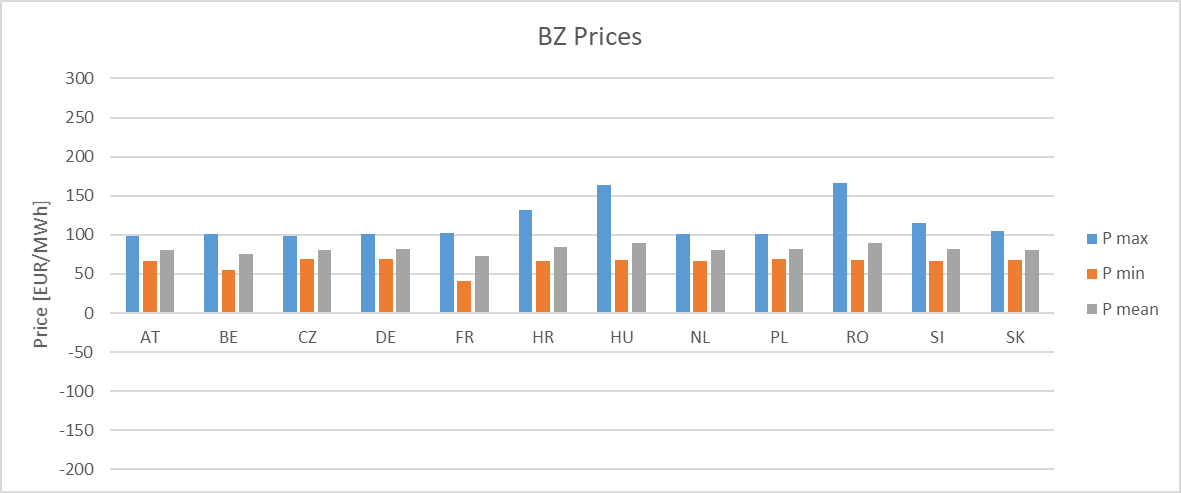 BZ Prices
Price [EUR/MWh]
300
250
200
150
100
50
0
-50
-100
-150
-200
AT BE CZ DE FR HR HU NL PL RO SI SK
P max
P min
P mean